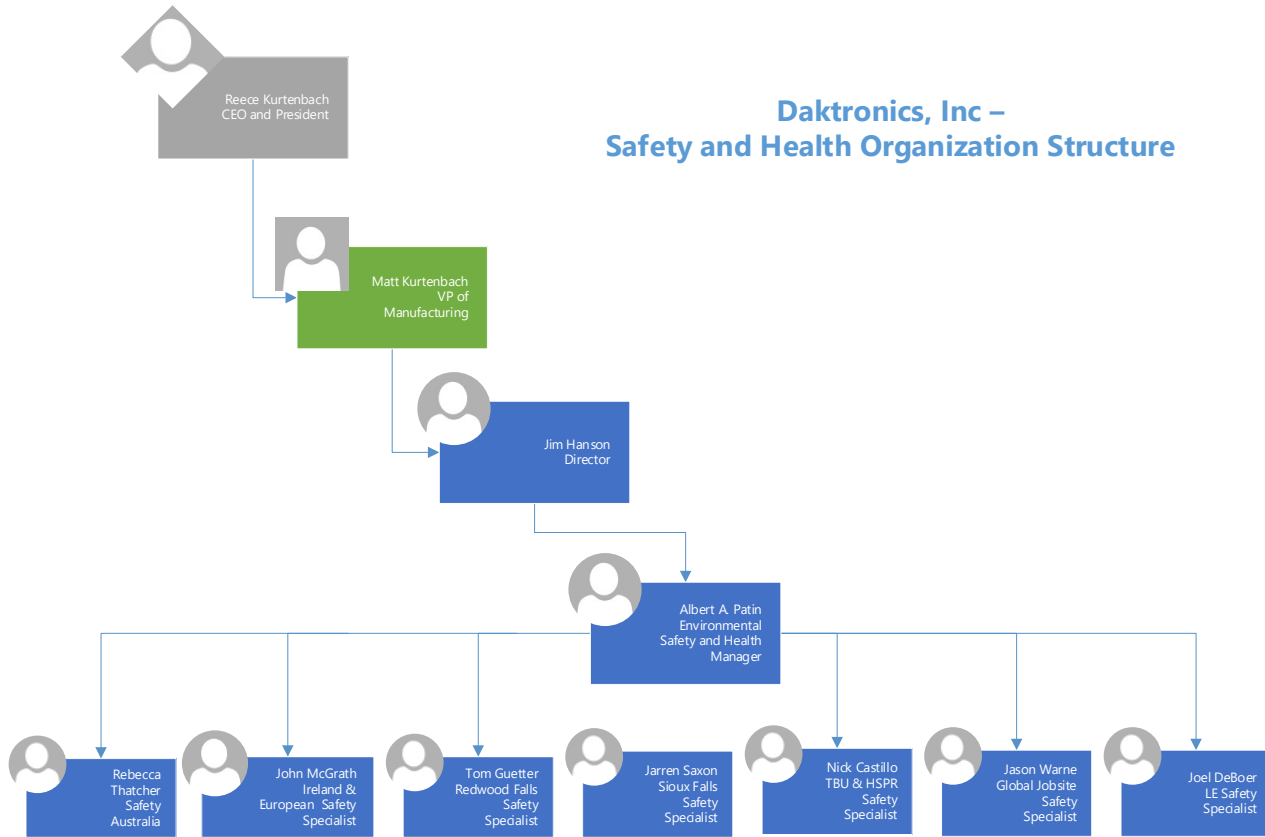 Daktronics, Inc –
Safety and Health Organization Structure
Reece Kurtenbach
CEO and President
Matt Kurtenbach
VP of
Manufacturing
Jim Hanson
Director
Albert A. Patin
Environmental
Safety and Health
Manager
Rebecca
Thatcher
Safety
Australia
John McGrath
Ireland &
European Safety
Specialist
Tom Guetter
Redwood Falls
Safety
Specialist
Jarren Saxon
Sioux Falls
Safety
Specialist
Nick Castillo
TBU & HSPR
Safety
Specialist
Jason Warne
Global Jobsite
Safety
Specialist
Joel DeBoer
LE Safety
Specialist